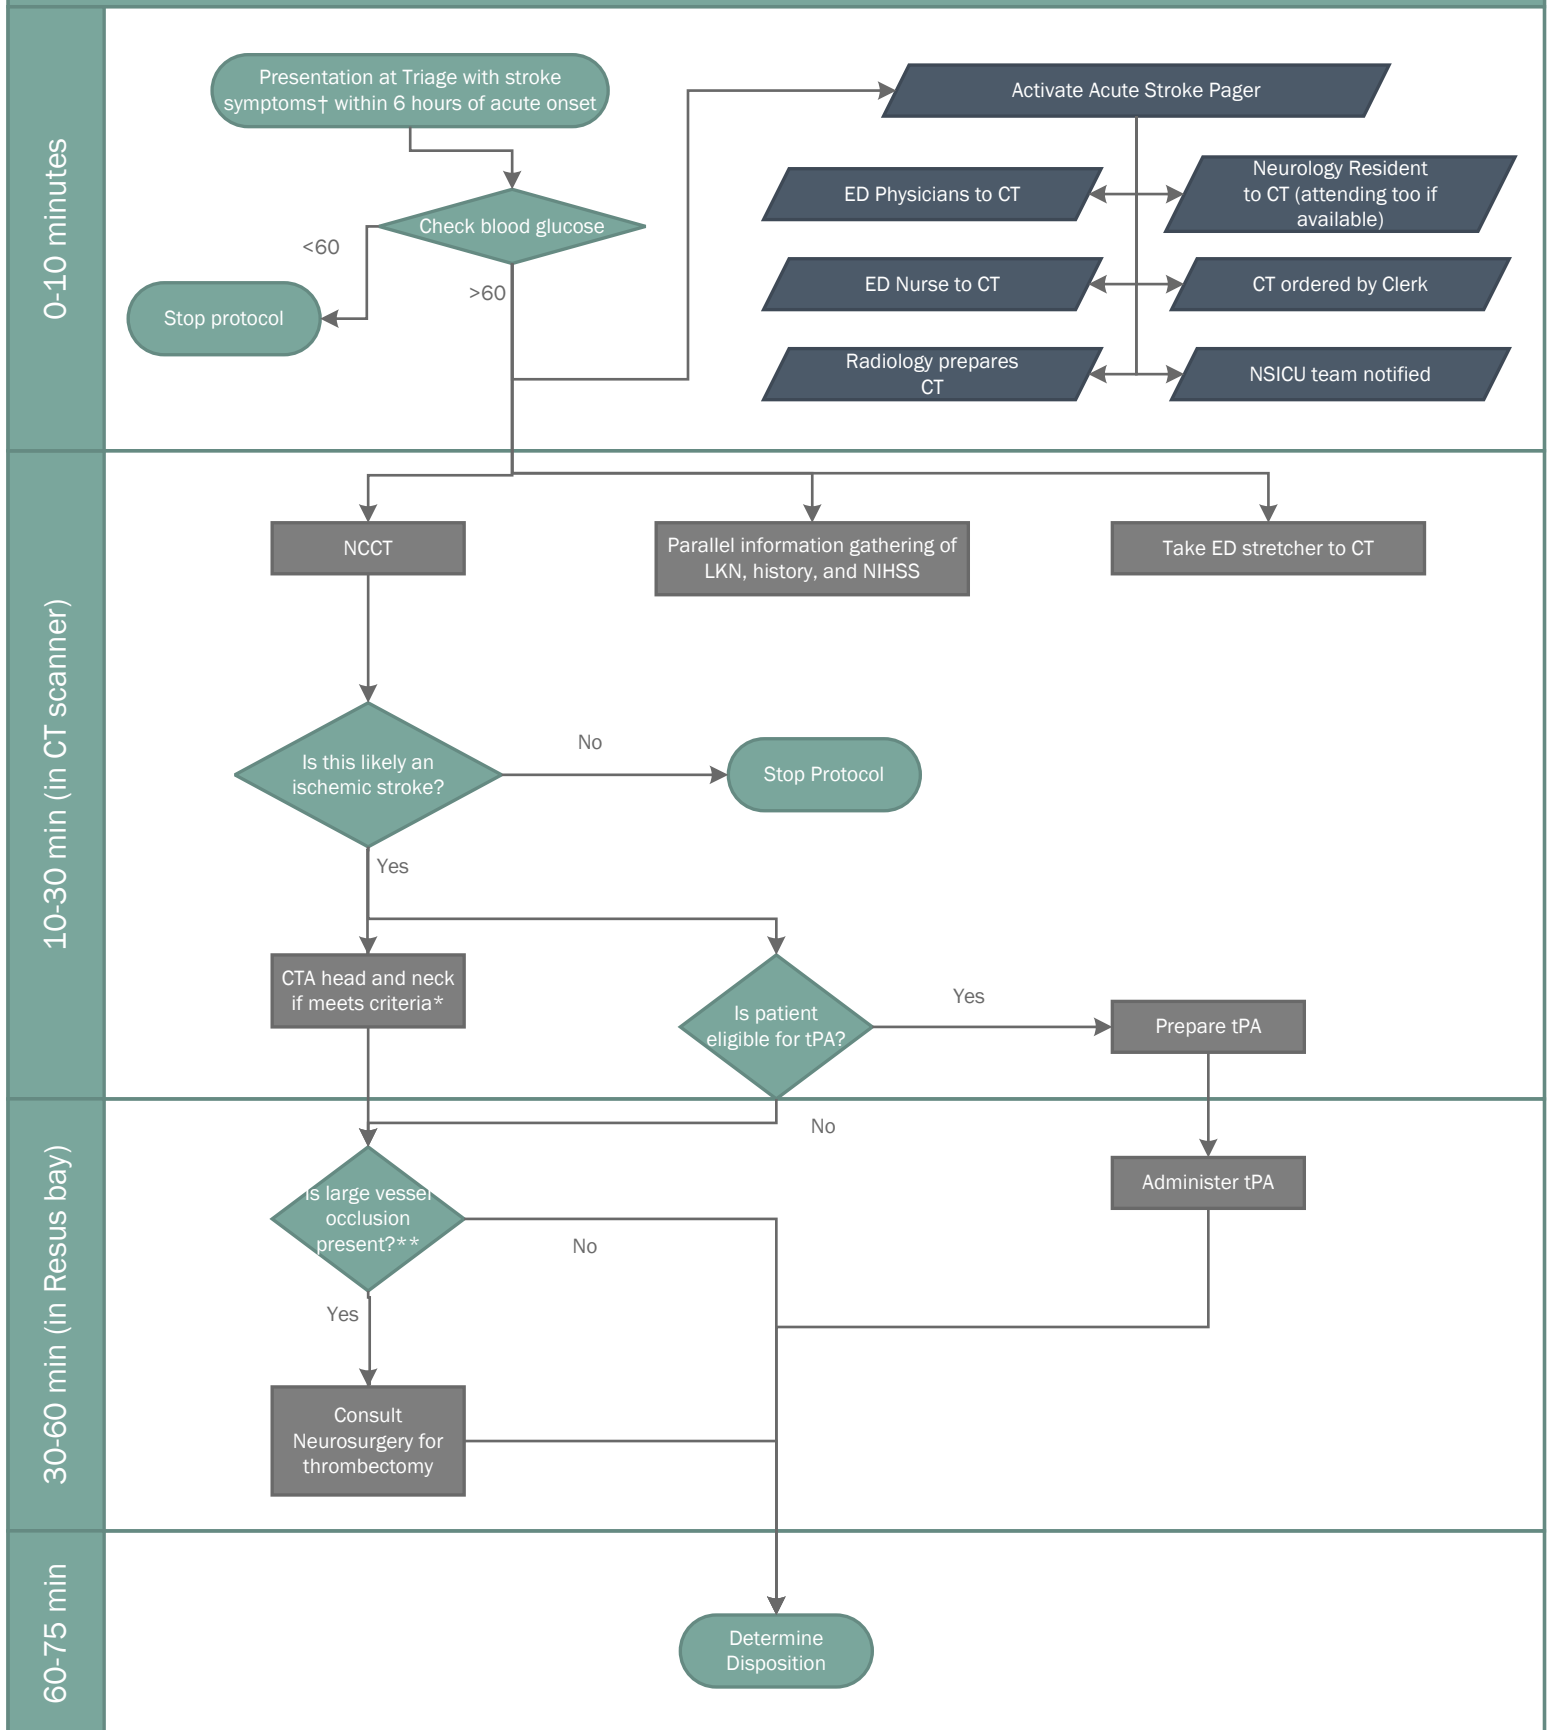 0-10 minutes
Presentation at Triage with stroke
symptoms† within 6 hours of acute onset
Check blood glucose
<60
>60
Stop protocol
Activate Acute Stroke Pager
ED Physicians to CT
Neurology Resident
to CT (attending too if
available)
ED Nurse to CT
CT ordered by Clerk
Radiology prepares
CT
NSICU team notified
10-30 min (in CT scanner)
NCCT
Parallel information gathering of
LKN, history, and NIHSS
Take ED stretcher to CT
Is this likely an
ischemic stroke?
No
Stop Protocol
Yes
CTA head and neck
if meets criteria*
Is patient
eligible for tPA?
Yes
Prepare tPA
No
30-60 min (in Resus bay)
Is large vessel
occlusion
present?**
No
Administer tPA
Yes
Consult
Neurosurgery for
thrombectomy
60-75 min
Determine
Disposition